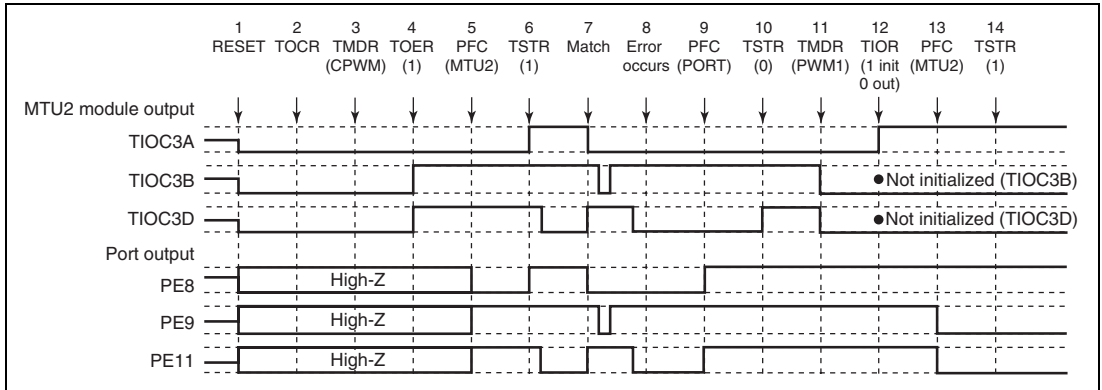 1 2 3 4 5 6 7 8 9 10 11 12 13 14
RESET TOCR TMDR TOER PFC TSTR Match Error PFC TSTR TMDR TIOR PFC TSTR
(CPWM) (1) (MTU2) (1) occurs (PORT) (0) (PWM1) (1 init (MTU2) (1)
0 out)
MTU2 module output
TIOC3A
TIOC3B ●Not initialized (TIOC3B)
TIOC3D ●Not initialized (TIOC3D)
Port output
PE8 High-Z
PE9 High-Z
PE11 High-Z